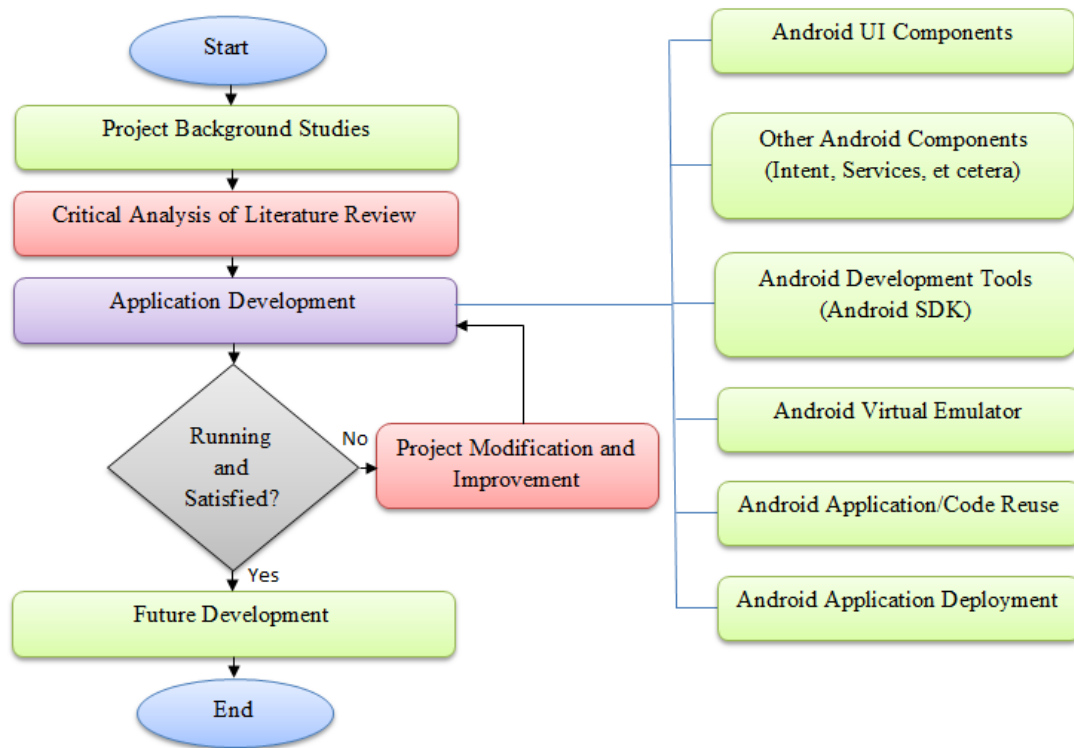 Start
Project Background Studies
Critical Analysis of Literature Review
Application Development
Running
and
Satisfied?
No
Project Modification and
Improvement
Yes
Future Development
End
Android UI Components
Other Android Components
(Intent, Services, et cetera)
Android Development Tools
(Android SDK)
Android Virtual Emulator
Android Application/Code Reuse
Android Application Deployment